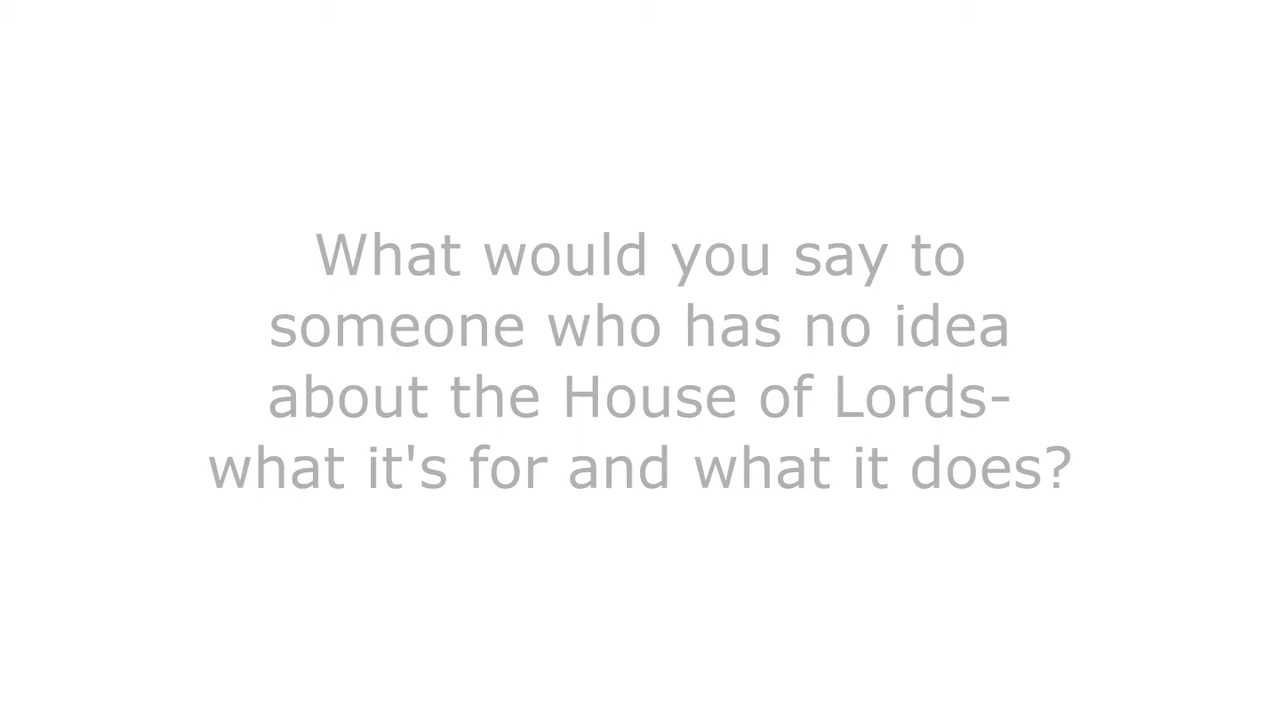 What would you say to
someone who has no idea
about the House of Lords-
what it's for and what it does?